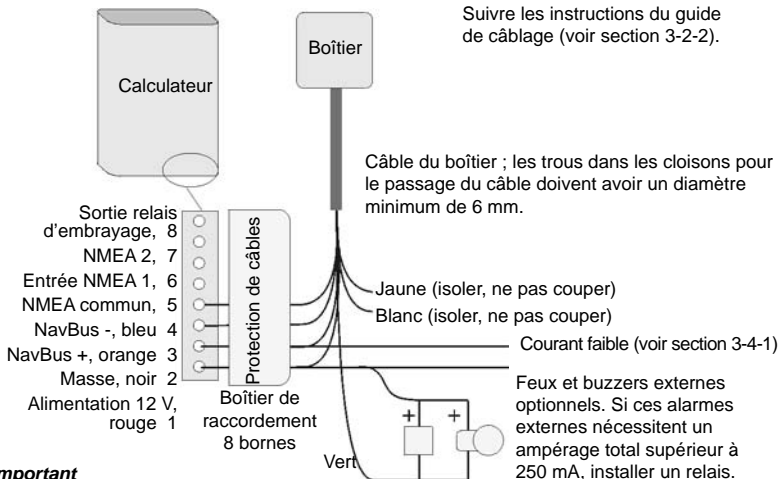 Suivre les instructions du guide
de câblage (voir section 3-2-2).
Boîtier
Calculateur
Câble du boîtier ; les trous dans les cloisons pour
le passage du câble doivent avoir un diamètre
minimum de 6 mm.
Sortie relais
d'embrayage, 8
NMEA 2, 7
Entrée NMEA 1, 6
NMEA commun, 5
NavBus -, bleu 4
NavBus +, orange 3
Masse, noir 2
Alimentation 12 V,
rouge 1
Protection de câbles
Boîtier de
raccordement
8 bornes
Jaune (isoler, ne pas couper)
Blanc (isoler, ne pas couper)
Courant faible (voir section 3-4-1)
Vert
+ +
Feux et buzzers externes
optionnels. Si ces alarmes
externes nécessitent un
ampérage total supérieur à
250 mA, installer un relais.
mportant